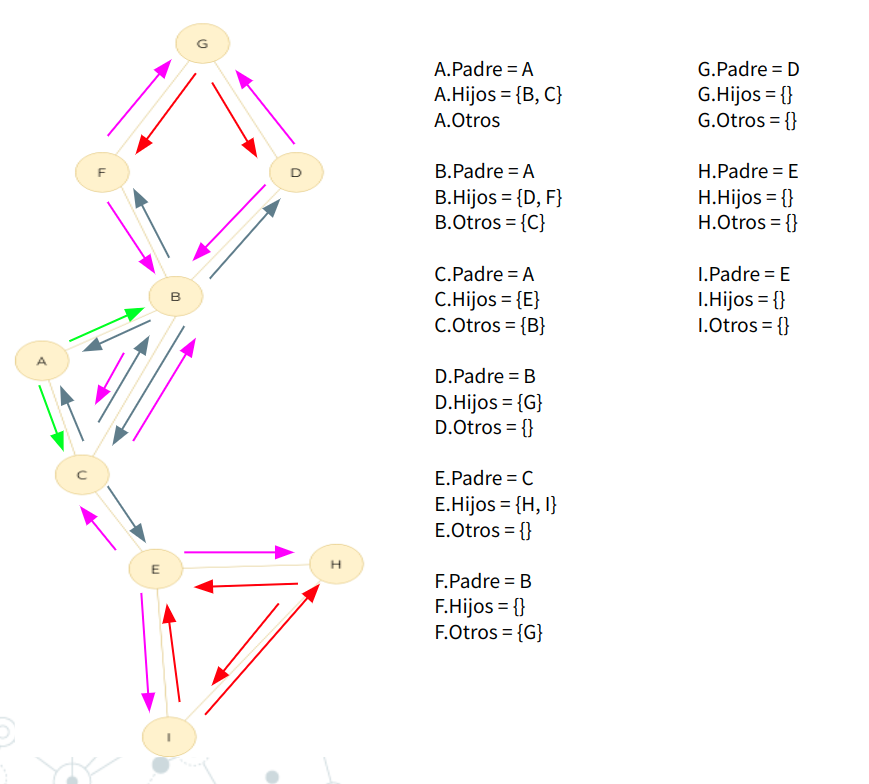 G
F
D
B
A
C
E
H
I
A.Padre = A
A.Hijos = {B, C}
A.Otros
B.Padre = A
B.Hijos = {D, F}
B.Otros = {C}
C.Padre = A
C.Hijos = {E}
C.Otros = {B}
D.Padre = B
D.Hijos = {G}
D.Otros = {}
E.Padre = C
E.Hijos = {H, I}
E.Otros = {}
F.Padre = B
F.Hijos = {}
F.Otros = {G}
G.Padre = D
G.Hijos = {}
G.Otros = {}
H.Padre = E
H.Hijos = {}
H.Otros = {}
I.Padre = E
I.Hijos = {}
I.Otros = {}